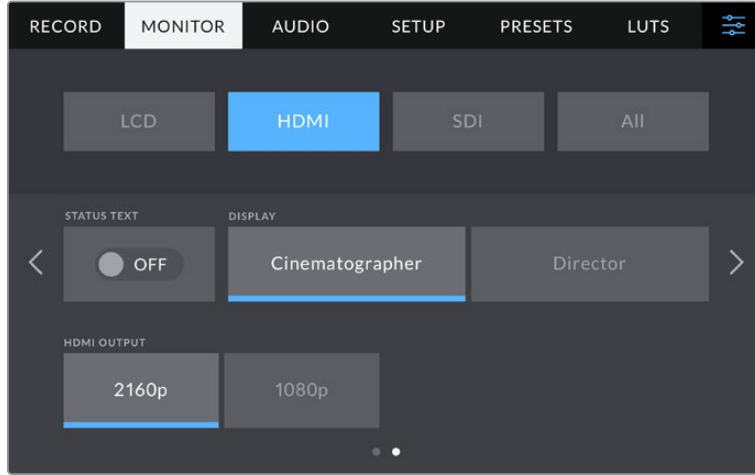 RECORD MONITOR AUDIO SETUP PRESETS LUTS
LCD HDMI SDI All
STATUS TEXT DISPLAY
OFF Cinematographer Director
HDMI OUTPUT
2160p 1080p